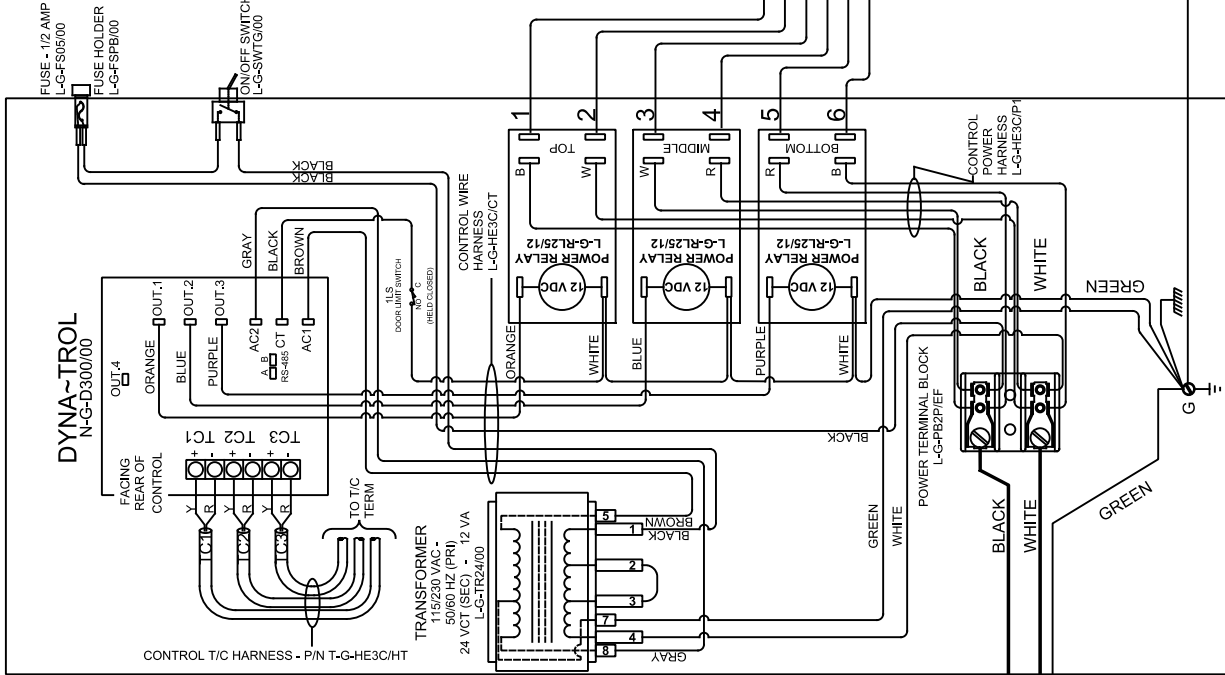 FUSE - 1/2 AMP
L-G-FS05/00
FUSE HOLDER
L-G-FSPB/00
ON/OFF SWITCH
L-G-SWTG/00
BLACK
BLACK
DYNA~TROL
N-G-D300/00
OUT.4
OUT.1
OUT.2
OUT.3
ORANGE
BLUE
PURPLE
AC2
CT
AC1
A B
RS-485
GRAY
BLACK
BROWN
1LS
DOOR LIMIT SWITCH
NO C
(HELD CLOSED)
CONTROL WIRE
HARNESS
L-G-HE3C/CT
1
2
3
4
5
6
TOP
MIDDLE
BOTTOM
B
W
W
R
R
B
POWER RELAY
L-G-RL25/12
POWER RELAY
L-G-RL25/12
POWER RELAY
L-G-RL25/12
12 VDC
12 VDC
12 VDC
ORANGE
WHITE
BLUE
PURPLE
WHITE
CONTROL
POWER
HARNESS
L-G-HE3C/P1
BLACK
WHITE
GREEN
FACING
REAR OF
CONTROL
TC1
TC2
TC3
+
-
+
-
+
-
Y
R
Y
R
Y
R
TC1
TC2
TC3
TO T/C
TERM
CONTROL T/C HARNESS - P/N T-G-HE3C/HT
TRANSFORMER
115/230 VAC -
50/60 HZ (PRI)
24 VCT (SEC) - 12 VA
L-G-TR24/00
5
1
2
3
7
4
8
BROWN
BLACK
GRAY
BLACK
GREEN
WHITE
POWER TERMINAL BLOCK
L-G-PB2P/EF
BLACK
WHITE
GREEN
G